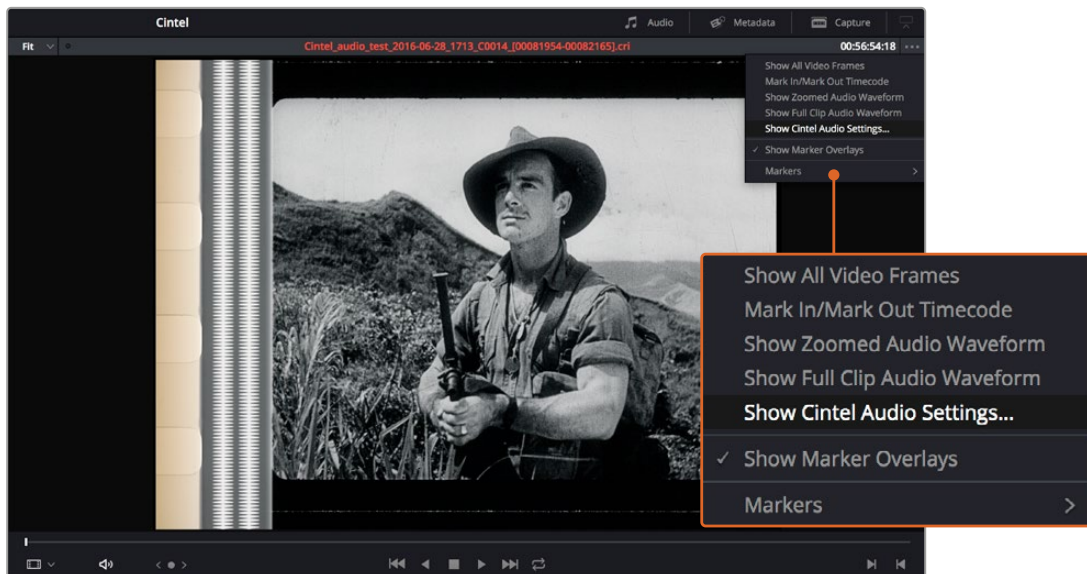 Cintel
Audio
Metadata
Capture
Fit
Cintel_audio_test_2016-06-28_1713_C0014_[00081954-00082165].cri
00:56:54:18
Show All Video Frames
Mark In/Mark Out Timecode
Show Zoomed Audio Waveform
Show Full Clip Audio Waveform
Show Cintel Audio Settings...
✓ Show Marker Overlays
Markers >
Show All Video Frames
Mark In/Mark Out Timecode
Show Zoomed Audio Waveform
Show Full Clip Audio Waveform
Show Cintel Audio Settings...
✓ Show Marker Overlays
Markers >